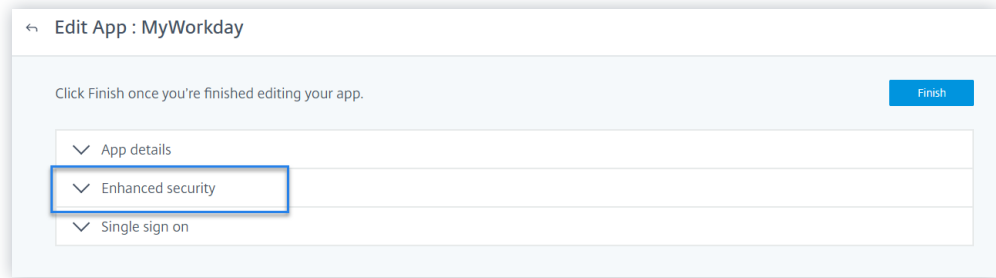 Edit App : MyWorkday
Click Finish once you're finished editing your app.
Finish
App details
Enhanced security
Single sign on